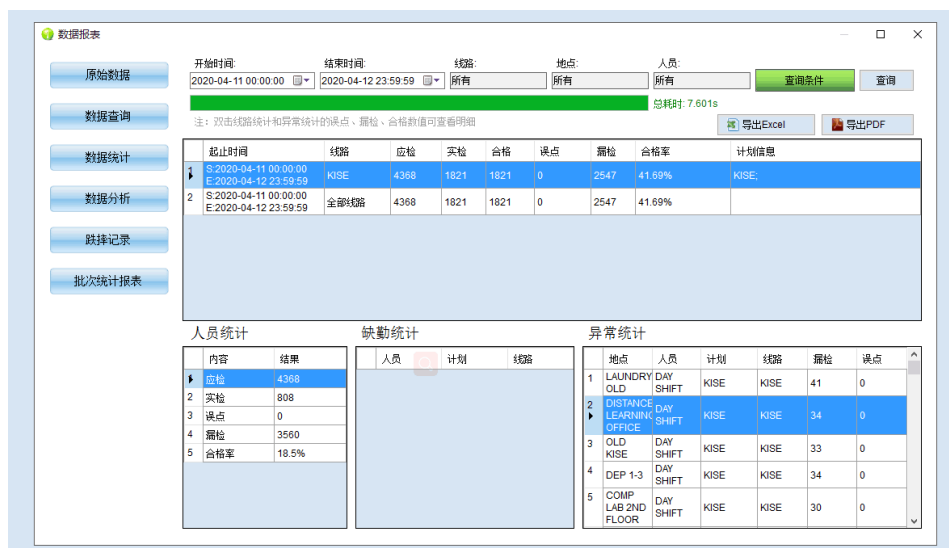 数据报表
原始数据
数据查询
数据统计
数据分析
跌摔记录
批次统计报表
开始时间: 结束时间: 线路: 地点: 人员:
2020-04-11 00:00:00 2020-04-12 23:59:59 所有 所有 所有 查询条件 查询
总耗时: 7.601s
注：双击线路统计和异常统计的误点、漏检、合格数值可查看明细
导出Excel 导出PDF
起止时间 线路 应检 实检 合格 误点 漏检 合格率 计划信息
1 S:2020-04-11 00:00:00
E:2020-04-12 23:59:59 KISE 4368 1821 1821 0 2547 41.69% KISE;
2 S:2020-04-11 00:00:00
E:2020-04-12 23:59:59 全部线路 4368 1821 1821 0 2547 41.69%
人员统计
内容 结果
1 应检 4368
2 实检 808
3 误点 0
4 漏检 3560
5 合格率 18.5%
缺勤统计
人员 计划 线路
异常统计
地点 人员 计划 线路 漏检 误点
1 LAUNDRY DAY
OLD SHIFT KISE KISE 41 0
2 DISTANCE
LEARNING DAY
OFFICE SHIFT KISE KISE 34 0
3 OLD DAY
KISE SHIFT KISE KISE 33 0
4 DEP 1-3 DAY
SHIFT KISE KISE 34 0
5 COMP
LAB 2ND DAY
FLOOR SHIFT KISE KISE 30 0